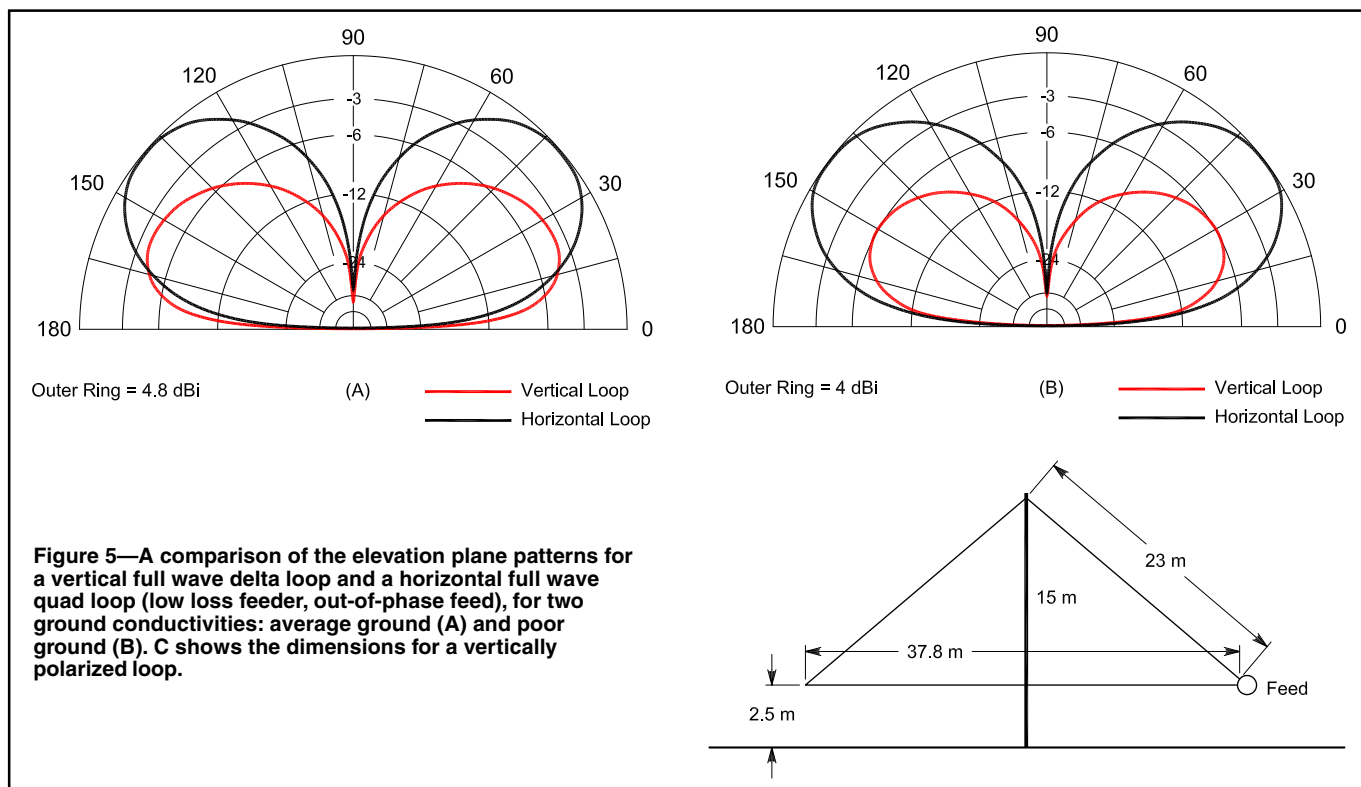 90
120
60
-3
-6
150
-12
30
-24
180
0
Outer Ring = 4.8 dBi
(A)
Vertical Loop
Horizontal Loop
90
120
60
-3
-6
150
-12
30
-24
180
0
Outer Ring = 4 dBi
(B)
Vertical Loop
Horizontal Loop
Figure 5—A comparison of the elevation plane patterns for
a vertical full wave delta loop and a horizontal full wave
quad loop (low loss feeder, out-of-phase feed), for two
ground conductivities: average ground (A) and poor
ground (B). C shows the dimensions for a vertically
polarized loop.
23 m
15 m
37.8 m
Feed
2.5 m